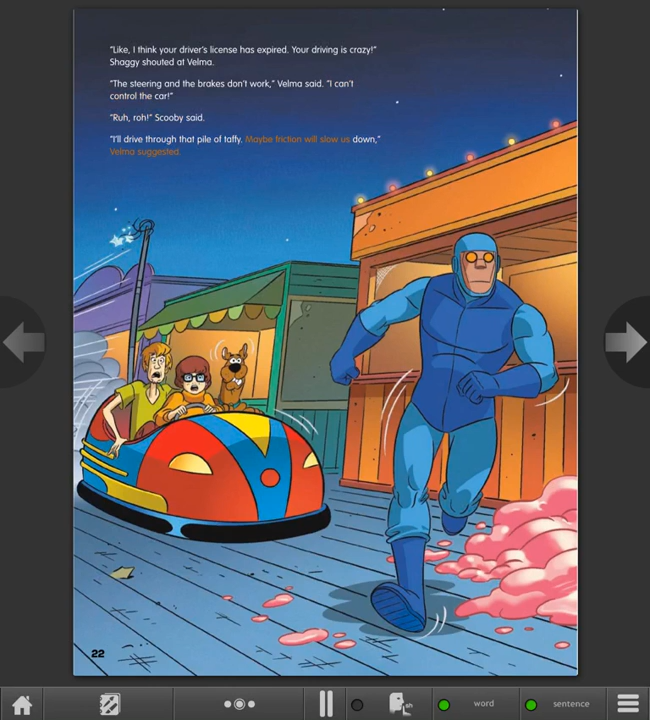 “Like, I think your driver’s license has expired. Your driving is crazy!”
Shaggy shouted at Velma.
“The steering and the brakes don’t work,” Velma said. “I can’t
control the car!”
“Ruh, roh!” Scooby said.
“I’ll drive through that pile of taffy. Maybe friction will slow us down,”
Velma suggested.
22
sh
word
sentence